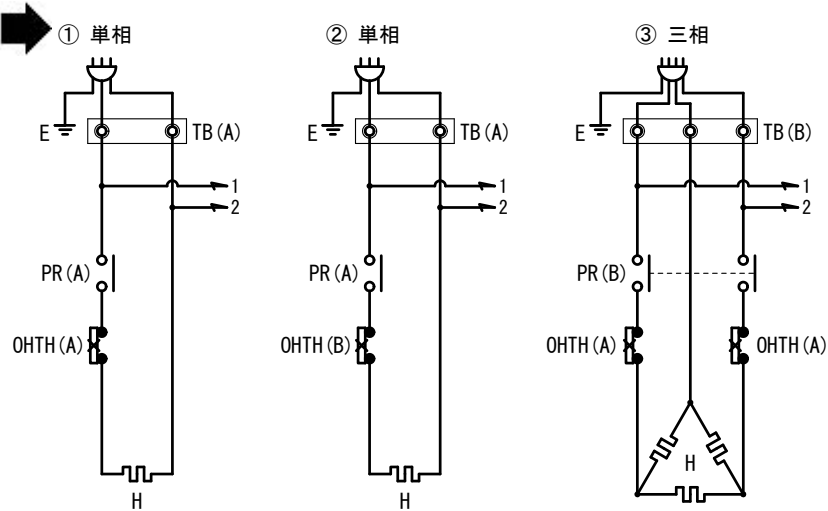 ① 単相
② 単相
③ 三相
E
TB(A)
E
TB(A)
E
TB(B)
1
2
1
2
1
2
PR(A)
PR(A)
PR(B)
OHTH(A)
OHTH(B)
OHTH(A)
OHTH(A)
H
H
H